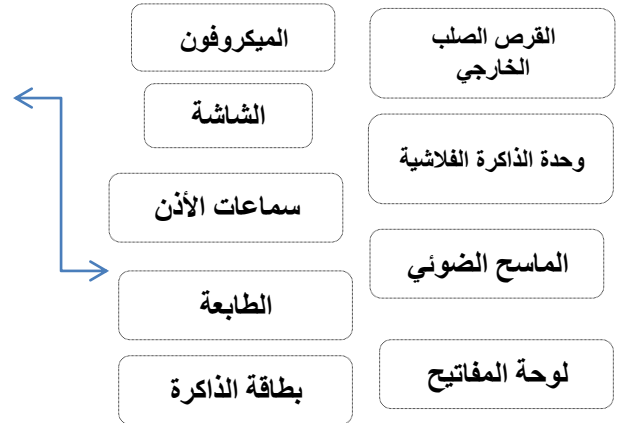 القرص الصلب
الخارجي
وحدة الذاكرة الفلاشية
الماسح الضوئي
لوحة المفاتيح
الميكروفون
الشاشة
سماعات الأذن
الطابعة
بطاقة الذاكرة